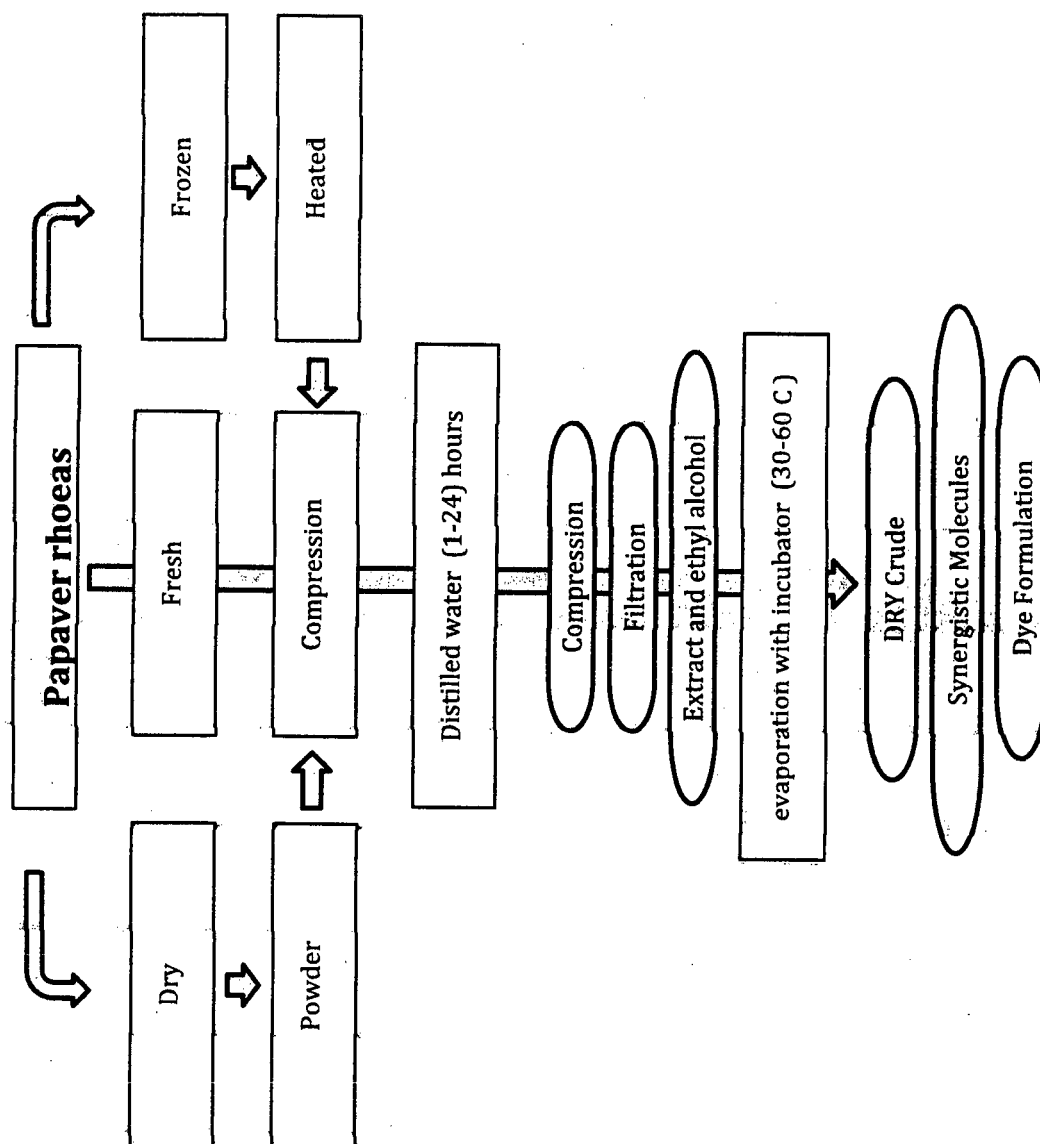 Papaver rhoeas
Dry
Fresh
Frozen
Powder
Compression
Heated
Distilled water (1-24) hours
Compression
Filtration
Extract and ethyl alcohol
evaporation with incubator (30-60 C)
DRY Crude
Synergistic Molecules
Dye Formulation